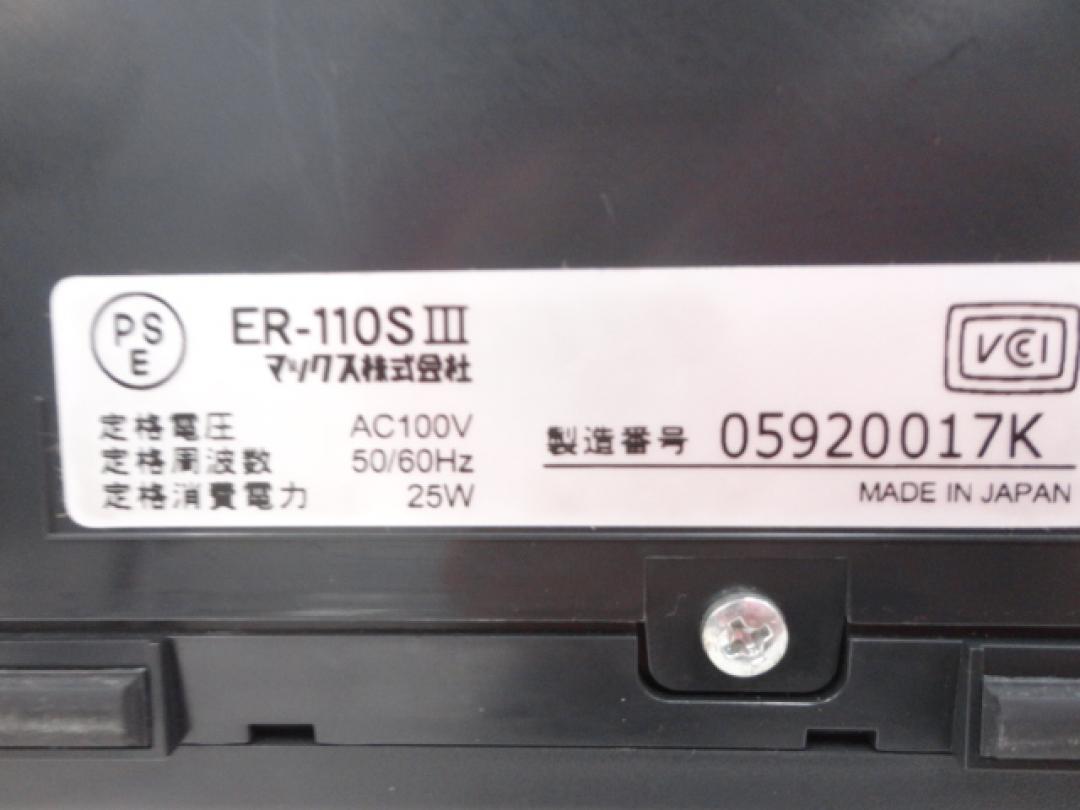 PS
E
ER-110SⅢ
マックス株式会社
定格電圧 AC100V
定格周波数 50/60Hz
定格消費電力 25W
VCI
製造番号 05920017K
MADE IN JAPAN